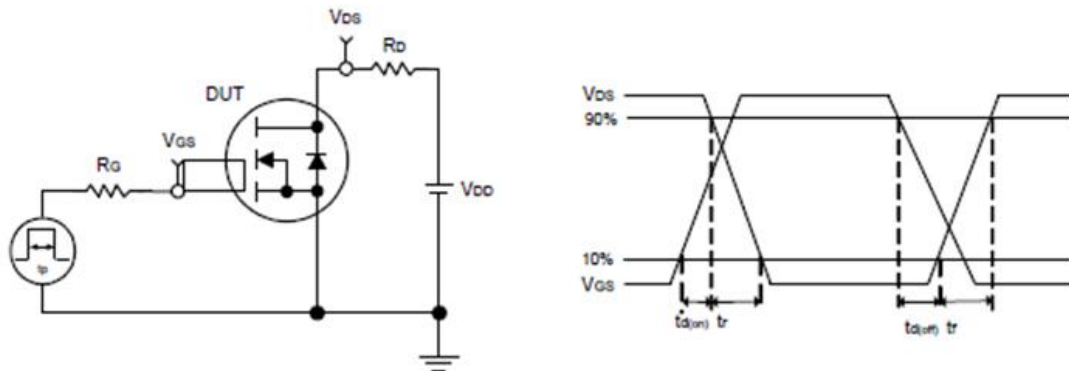 VDS
RD
DUT
VGS
RG
VDD
tp
VDS
90%
10%
VGS
td(on) tr
td(off) tr